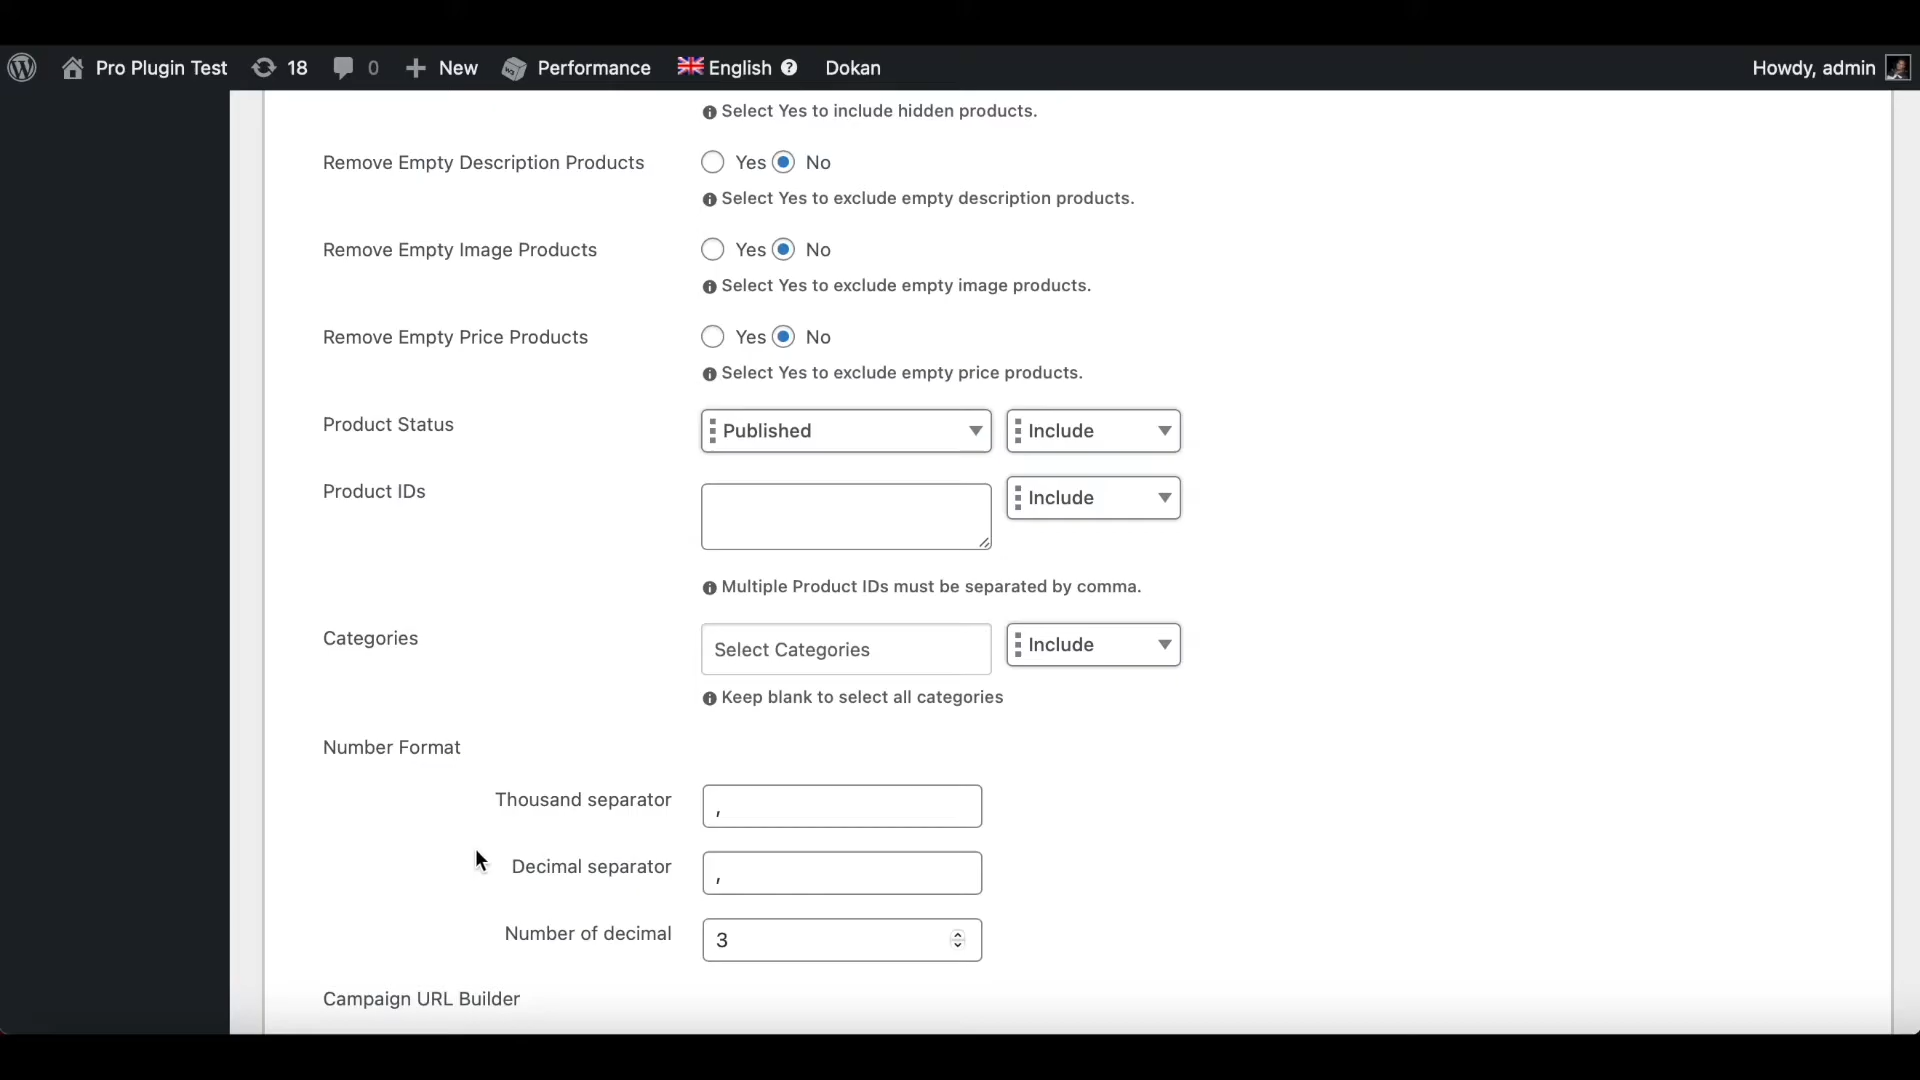 Pro Plugin Test 18 0 New Performance English Dokan Howdy, admin
Select Yes to include hidden products.
Remove Empty Description Products Yes No
Select Yes to exclude empty description products.
Remove Empty Image Products Yes No
Select Yes to exclude empty image products.
Remove Empty Price Products Yes No
Select Yes to exclude empty price products.
Product Status Published Include
Product IDs Include
Multiple Product IDs must be separated by comma.
Categories Select Categories Include
Keep blank to select all categories
Number Format
Thousand separator ,
Decimal separator ,
Number of decimal 3
Campaign URL Builder